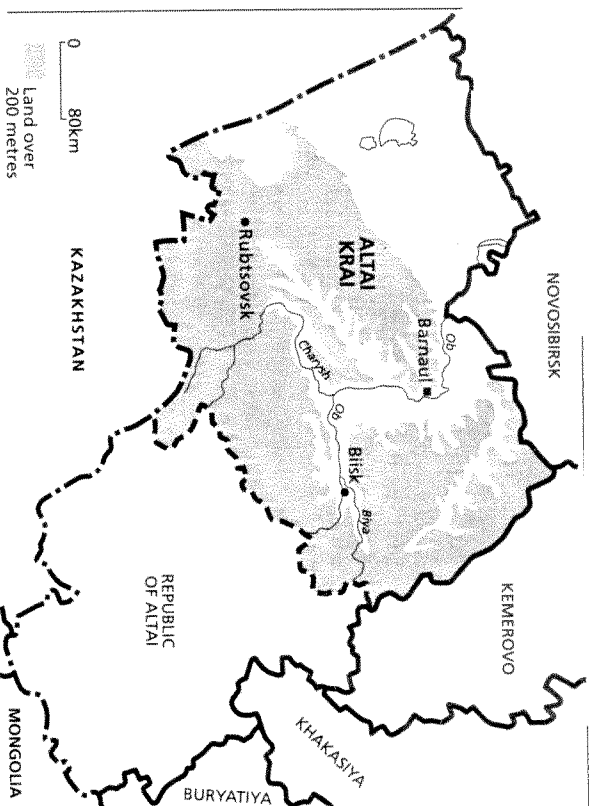 NOVOSIBIRSK
KEMEROVO
KHAKASIYA
BURYATIYA
MONGOLIA
REPUBLIC
OF ALTAI
KAZAKHSTAN
ALTAI
KRAI
Barnaul
Ob
Charysh
Ob
Biisk
Biya
Rubtsovsk
0 80km
Land over
200 metres